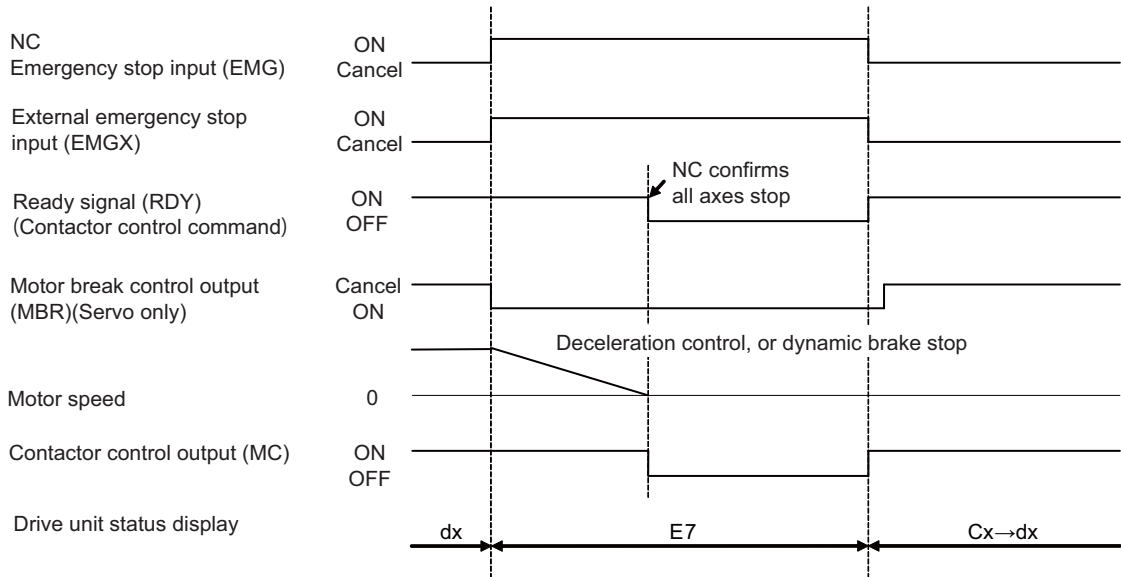 NC
Emergency stop input (EMG)
ON
Cancel
External emergency stop
input (EMGX)
ON
Cancel
NC confirms
all axes stop
Ready signal (RDY)
(Contactor control command)
ON
OFF
Motor break control output
(MBR)(Servo only)
Cancel
ON
Deceleration control, or dynamic brake stop
Motor speed
0
Contactor control output (MC)
ON
OFF
Drive unit status display
dx
E7
Cx→dx